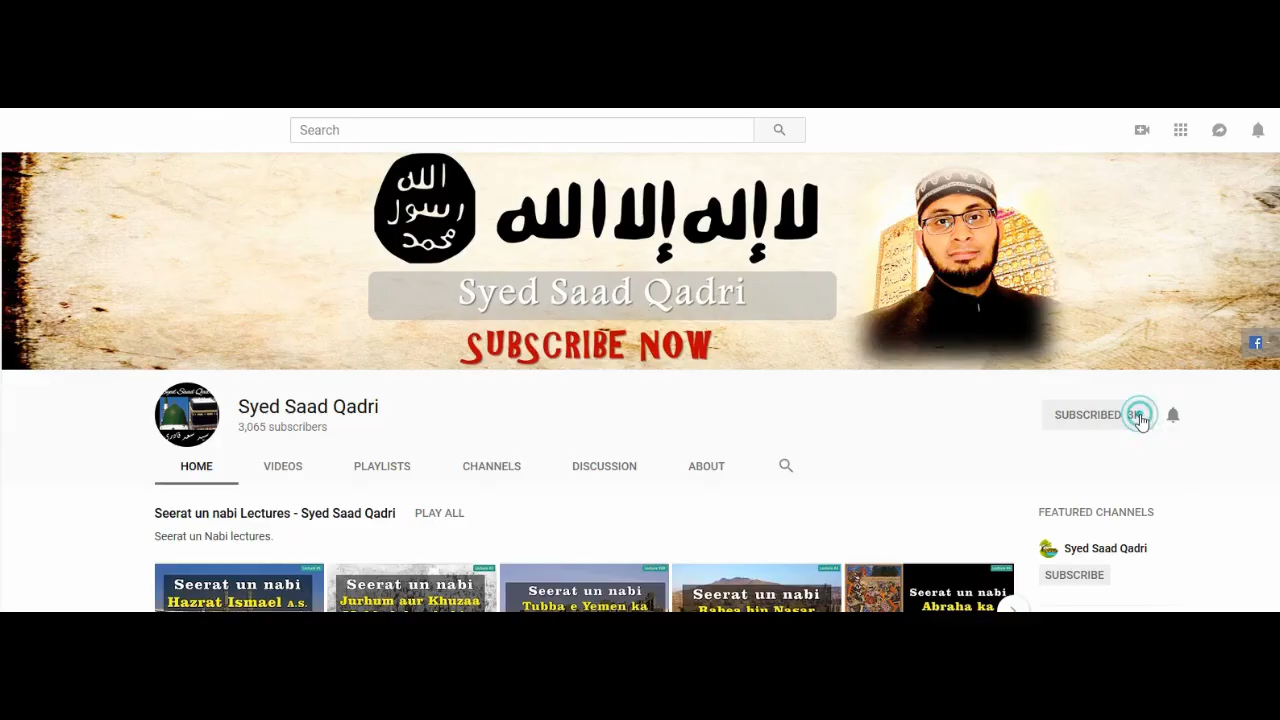 Search
الله
رسول
محمد
لا إله إلا الله
Syed Saad Qadri
SUBSCRIBE NOW
Syed Saad Qadri
3,065 subscribers
SUBSCRIBED
HOME VIDEOS PLAYLISTS CHANNELS DISCUSSION ABOUT
Seerat un nabi Lectures - Syed Saad Qadri PLAY ALL
Seerat un Nabi lectures.
FEATURED CHANNELS
Syed Saad Qadri
SUBSCRIBE
Seerat un nabi
Hazrat Ismael A.S.
Seerat un nabi
Jurhum aur Khuzaa
Seerat un nabi
Tubba e Yemen ka
Seerat un nabi
Rabea bin Nasar
Seerat un nabi
Abraha ka